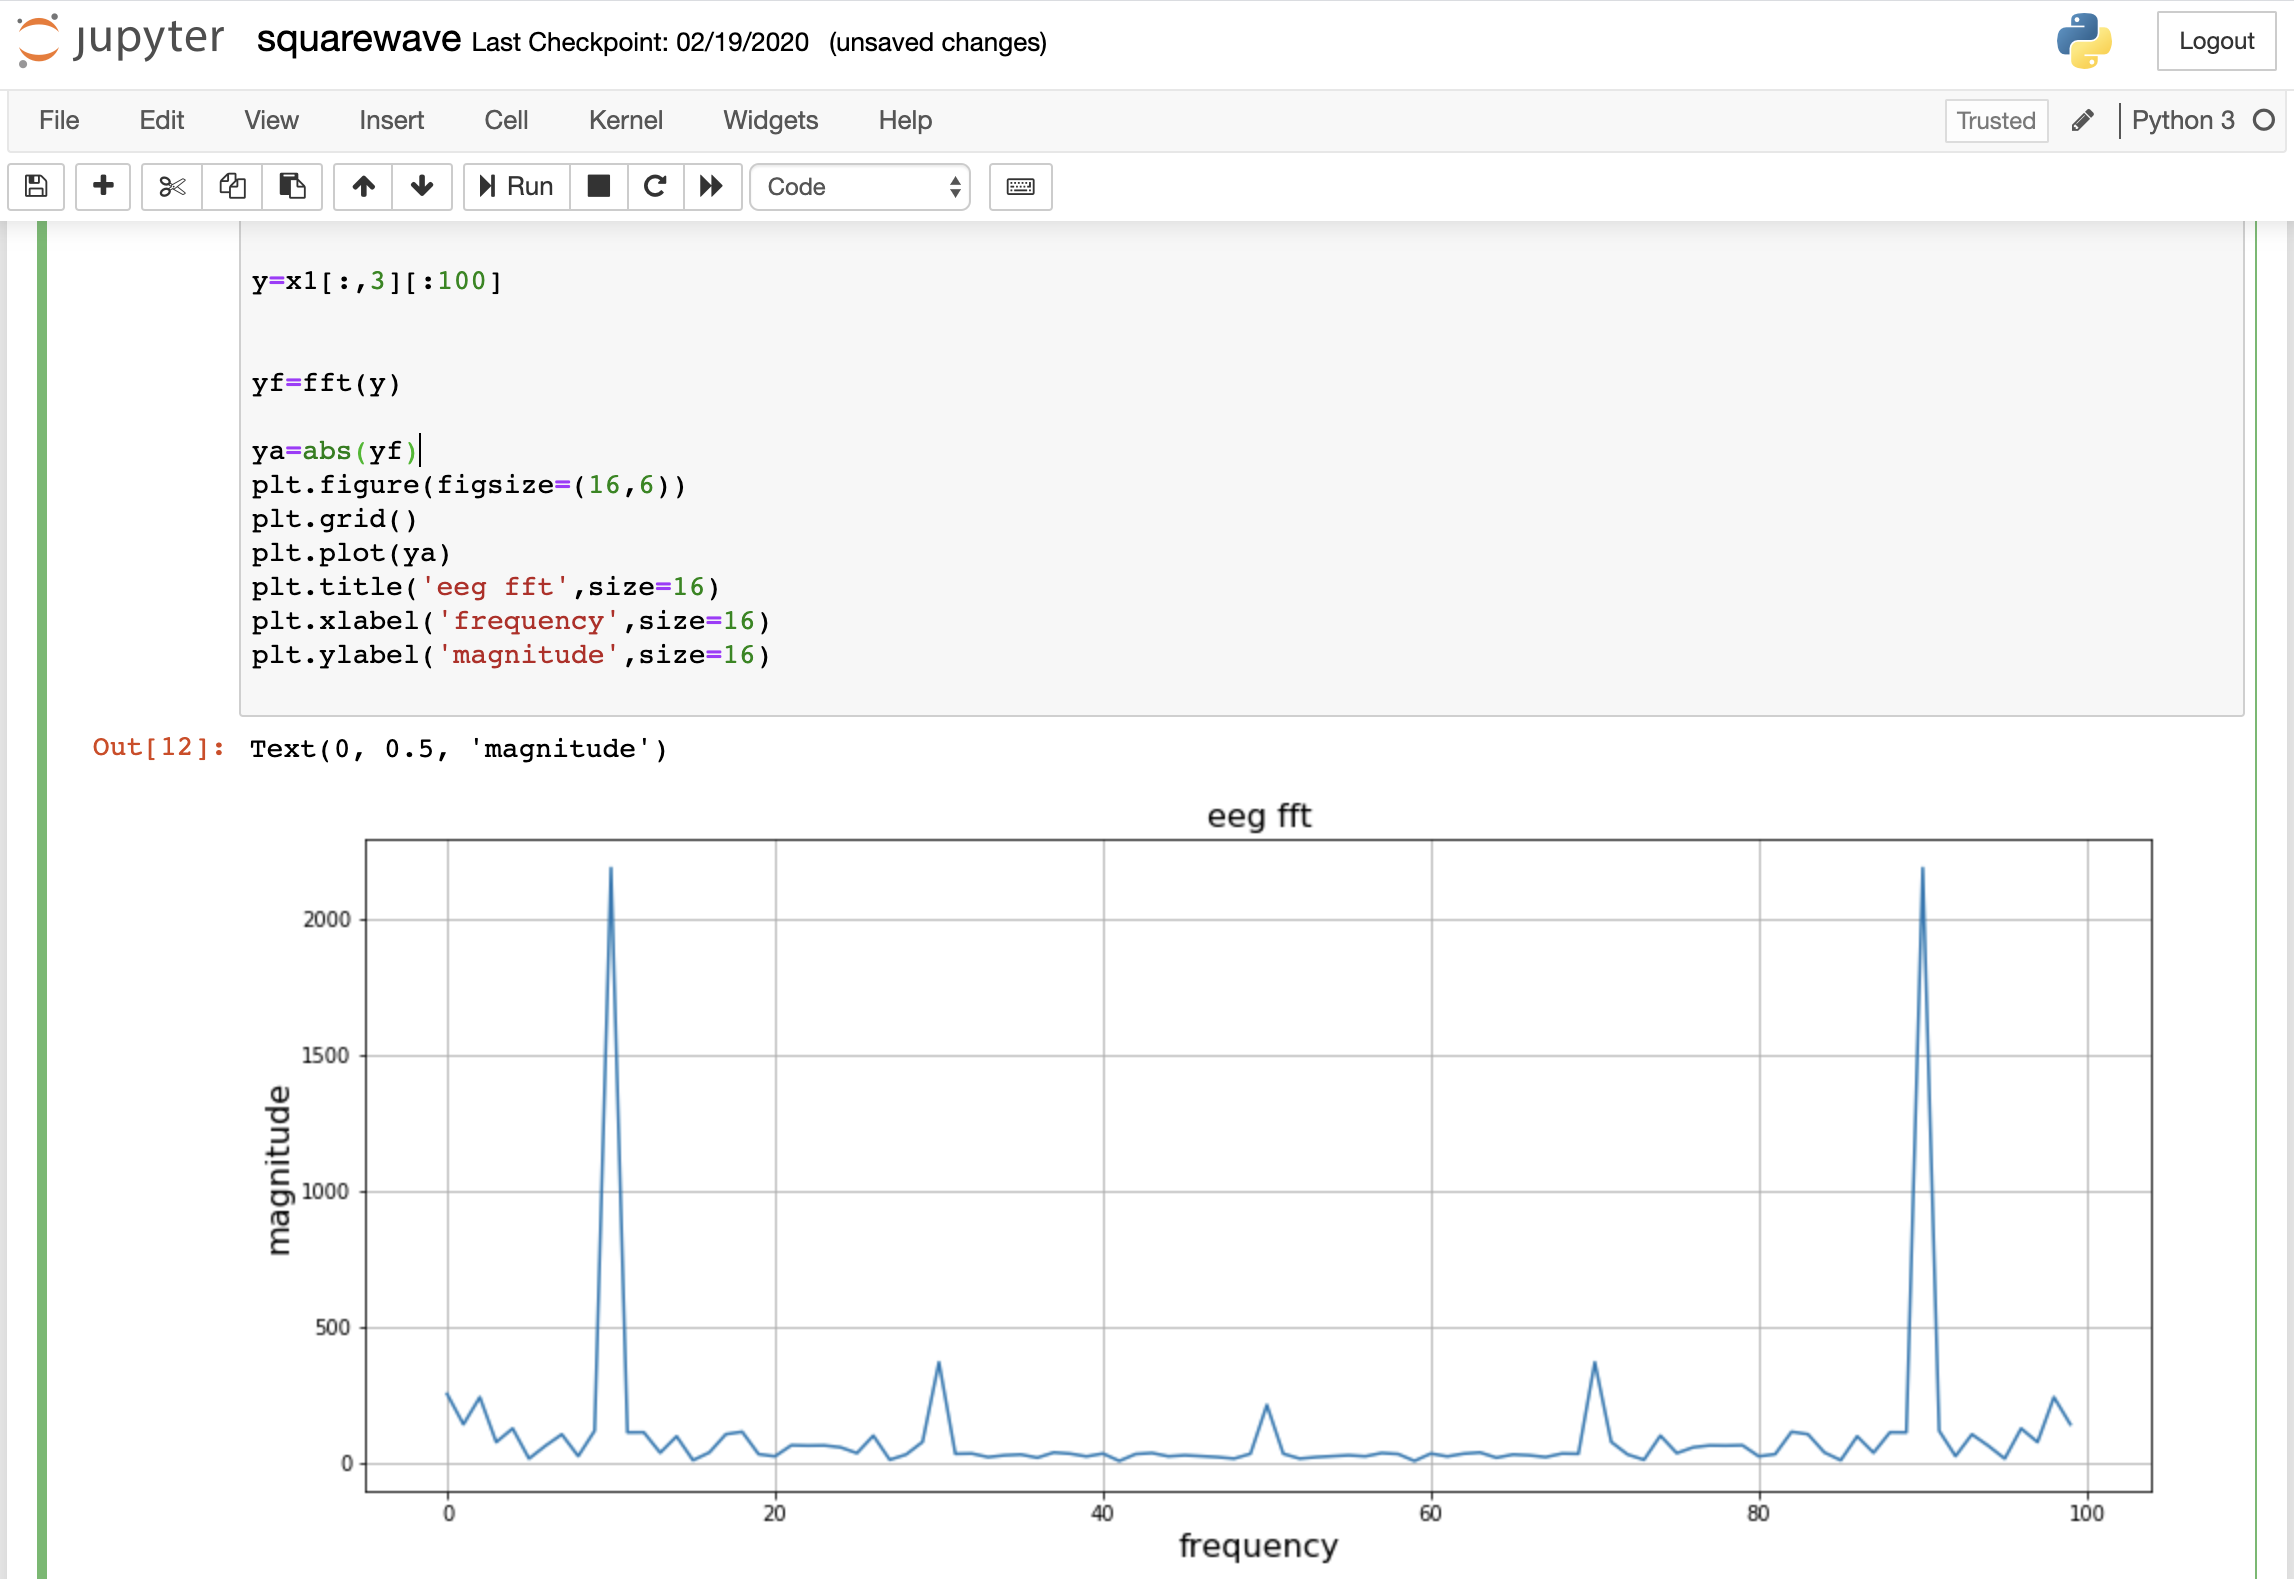 jupyter squarewave Last Checkpoint: 02/19/2020 (unsaved changes) Logout
File Edit View Insert Cell Kernel Widgets Help Trusted Python 3
Run Code
y=x1[:,3][:100]
yf=fft(y)
ya=abs(yf)
plt.figure(figsize=(16,6))
plt.grid()
plt.plot(ya)
plt.title('eeg fft',size=16)
plt.xlabel('frequency',size=16)
plt.ylabel('magnitude',size=16)
Out[12]: Text(0, 0.5, 'magnitude')
eeg fft
2000
1500
1000
500
0
magnitude
0 20 40 60 80 100
frequency